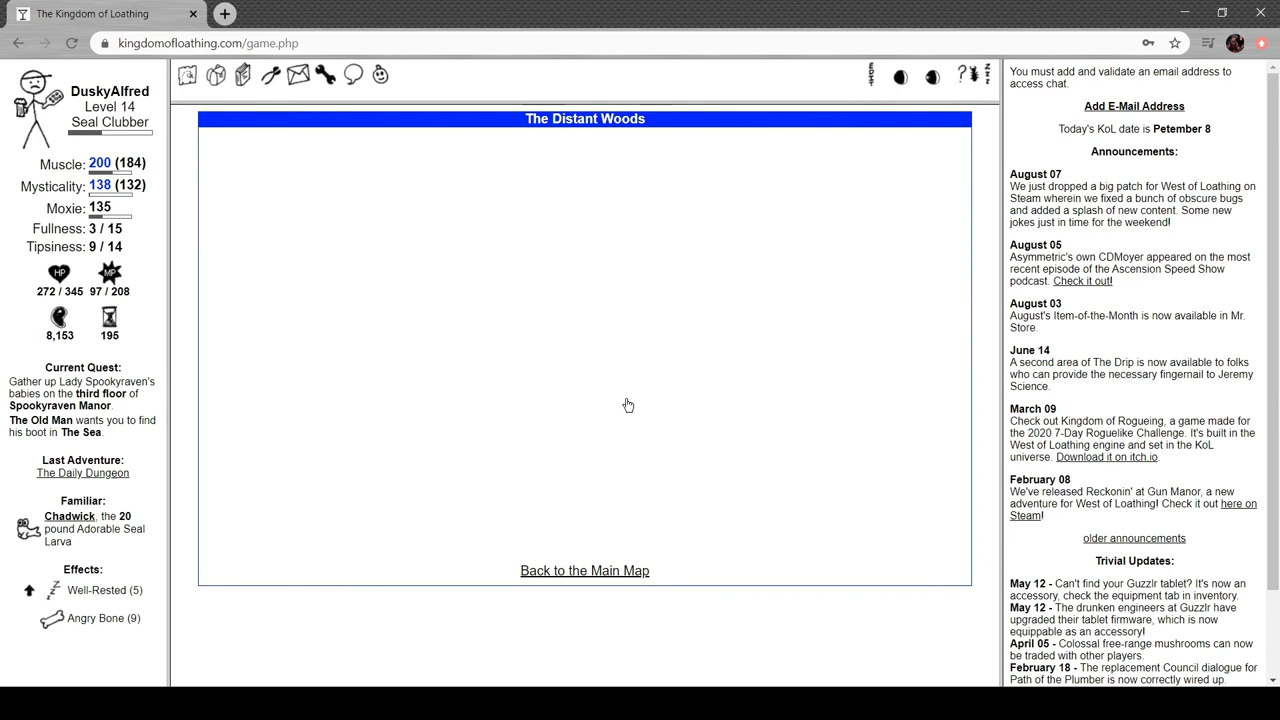 The Kingdom of Loathing
kingdomofloathing.com/game.php
DuskyAlfred
Level 14
Seal Clubber
Muscle: 200 (184)
Mysticality: 138 (132)
Moxie: 135
Fullness: 3 / 15
Tipsiness: 9 / 14
HP MP
272 / 345 97 / 208
8,153 195
Current Quest:
Gather up Lady Spookyraven's
babies on the third floor of
Spookyraven Manor.
The Old Man wants you to find
his boot in The Sea.
Last Adventure:
The Daily Dungeon
Familiar:
Chadwick, the 20
pound Adorable Seal
Larva
Effects:
Well-Rested (5)
Angry Bone (9)
EDIT
?
zzz
The Distant Woods
Back to the Main Map
You must add and validate an email address to
access chat.
Add E-Mail Address
Today's KoL date is Petember 8
Announcements:
August 07
We just dropped a big patch for West of Loathing on
Steam wherein we fixed a bunch of obscure bugs
and added a splash of new content. Some new
jokes just in time for the weekend!
August 05
Asymmetric's own CDMoyer appeared on the most
recent episode of the Ascension Speed Show
podcast. Check it out!
August 03
August's Item-of-the-Month is now available in Mr.
Store.
June 14
A second area of The Drip is now available to folks
who can provide the necessary fingernail to Jeremy
Science.
March 09
Check out Kingdom of Rogueing, a game made for
the 2020 7-Day Roguelike Challenge. It's built in the
West of Loathing engine and set in the KoL
universe. Download it on itch.io.
February 08
We've released Reckonin' at Gun Manor, a new
adventure for West of Loathing! Check it out here on
Steam!
older announcements
Trivial Updates:
May 12 - Can't find your Guzzlr tablet? It's now an
accessory, check the equipment tab in inventory.
May 12 - The drunken engineers at Guzzlr have
upgraded their tablet firmware, which is now
equippable as an accessory!
April 05 - Colossal free-range mushrooms can now
be traded with other players.
February 18 - The replacement Council dialogue for
Path of the Plumber is now correctly wired up.